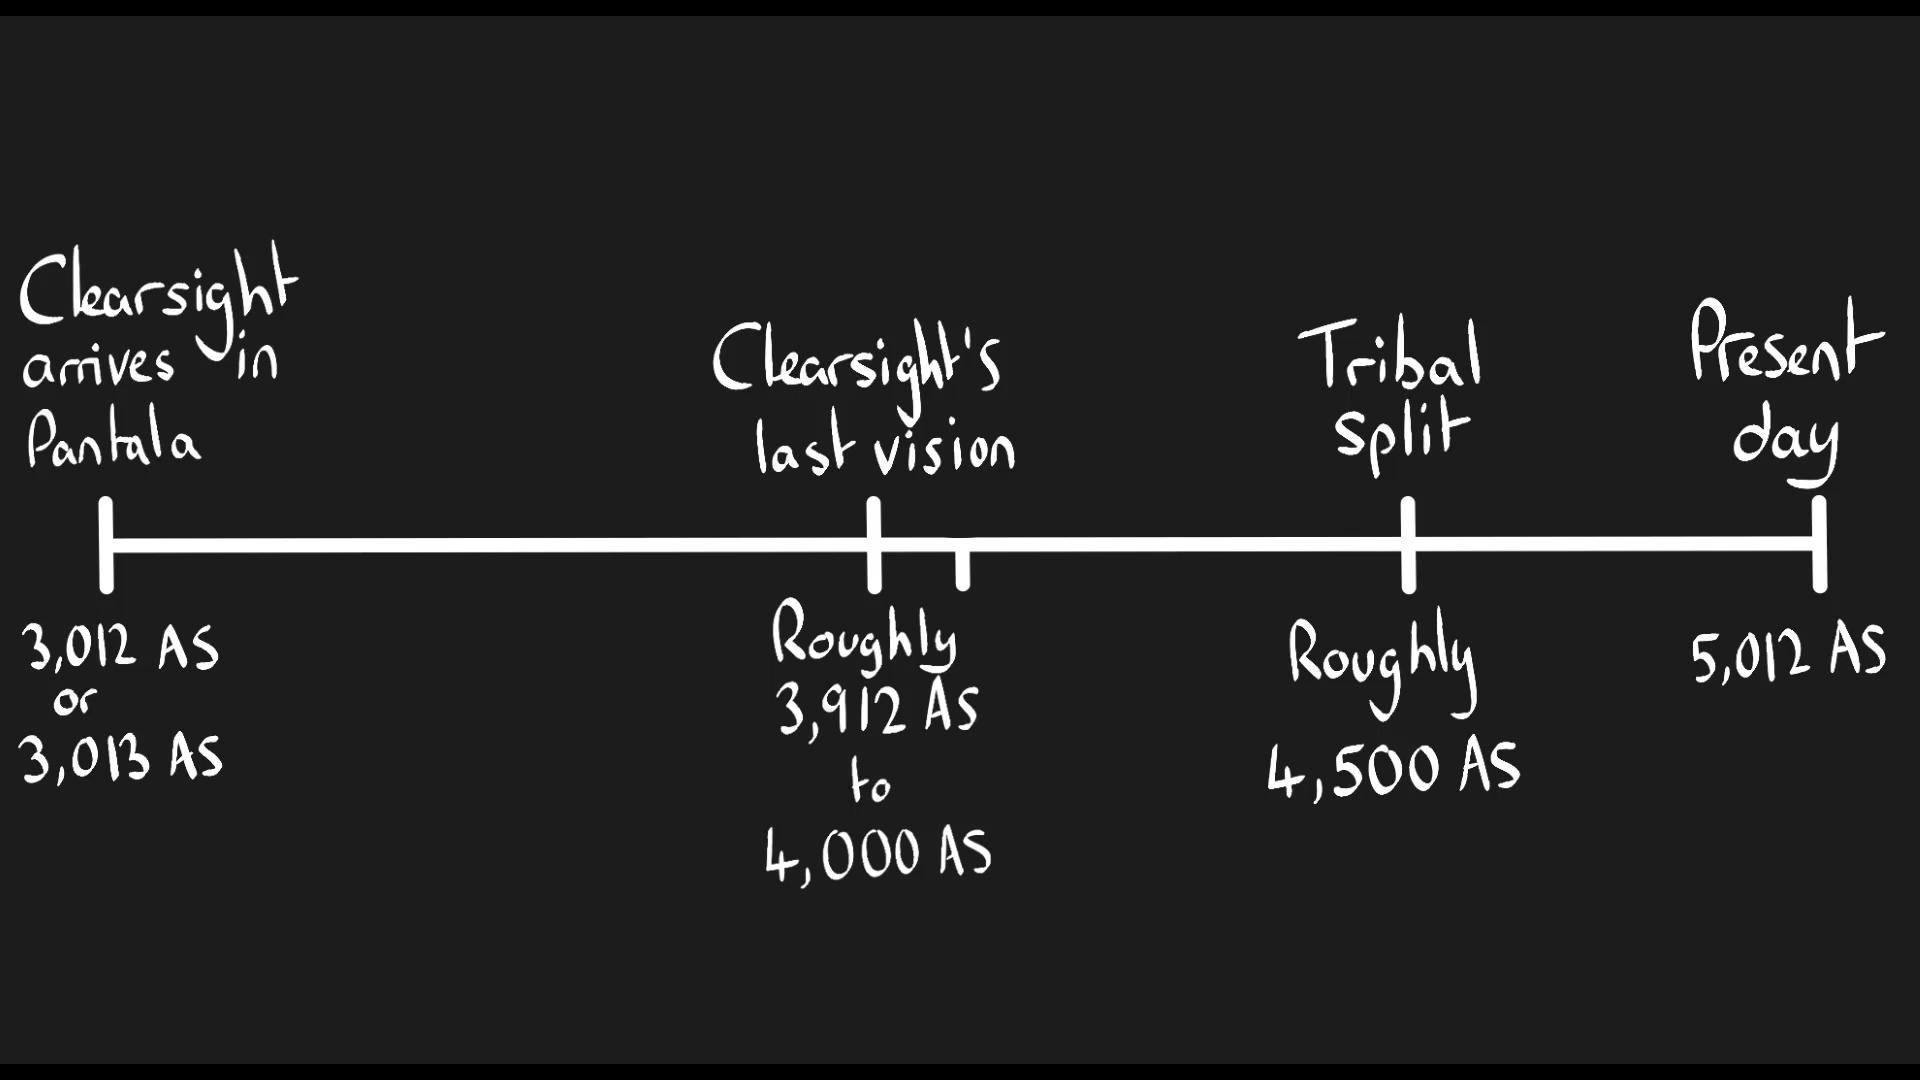 Clearsight
arrives in
Pantala
3,012 AS
or
3,013 AS
Clearsight's
last vision
Roughly
3,912 AS
to
4,000 AS
Tribal
split
Roughly
4,500 AS
Present
day
5,012 AS